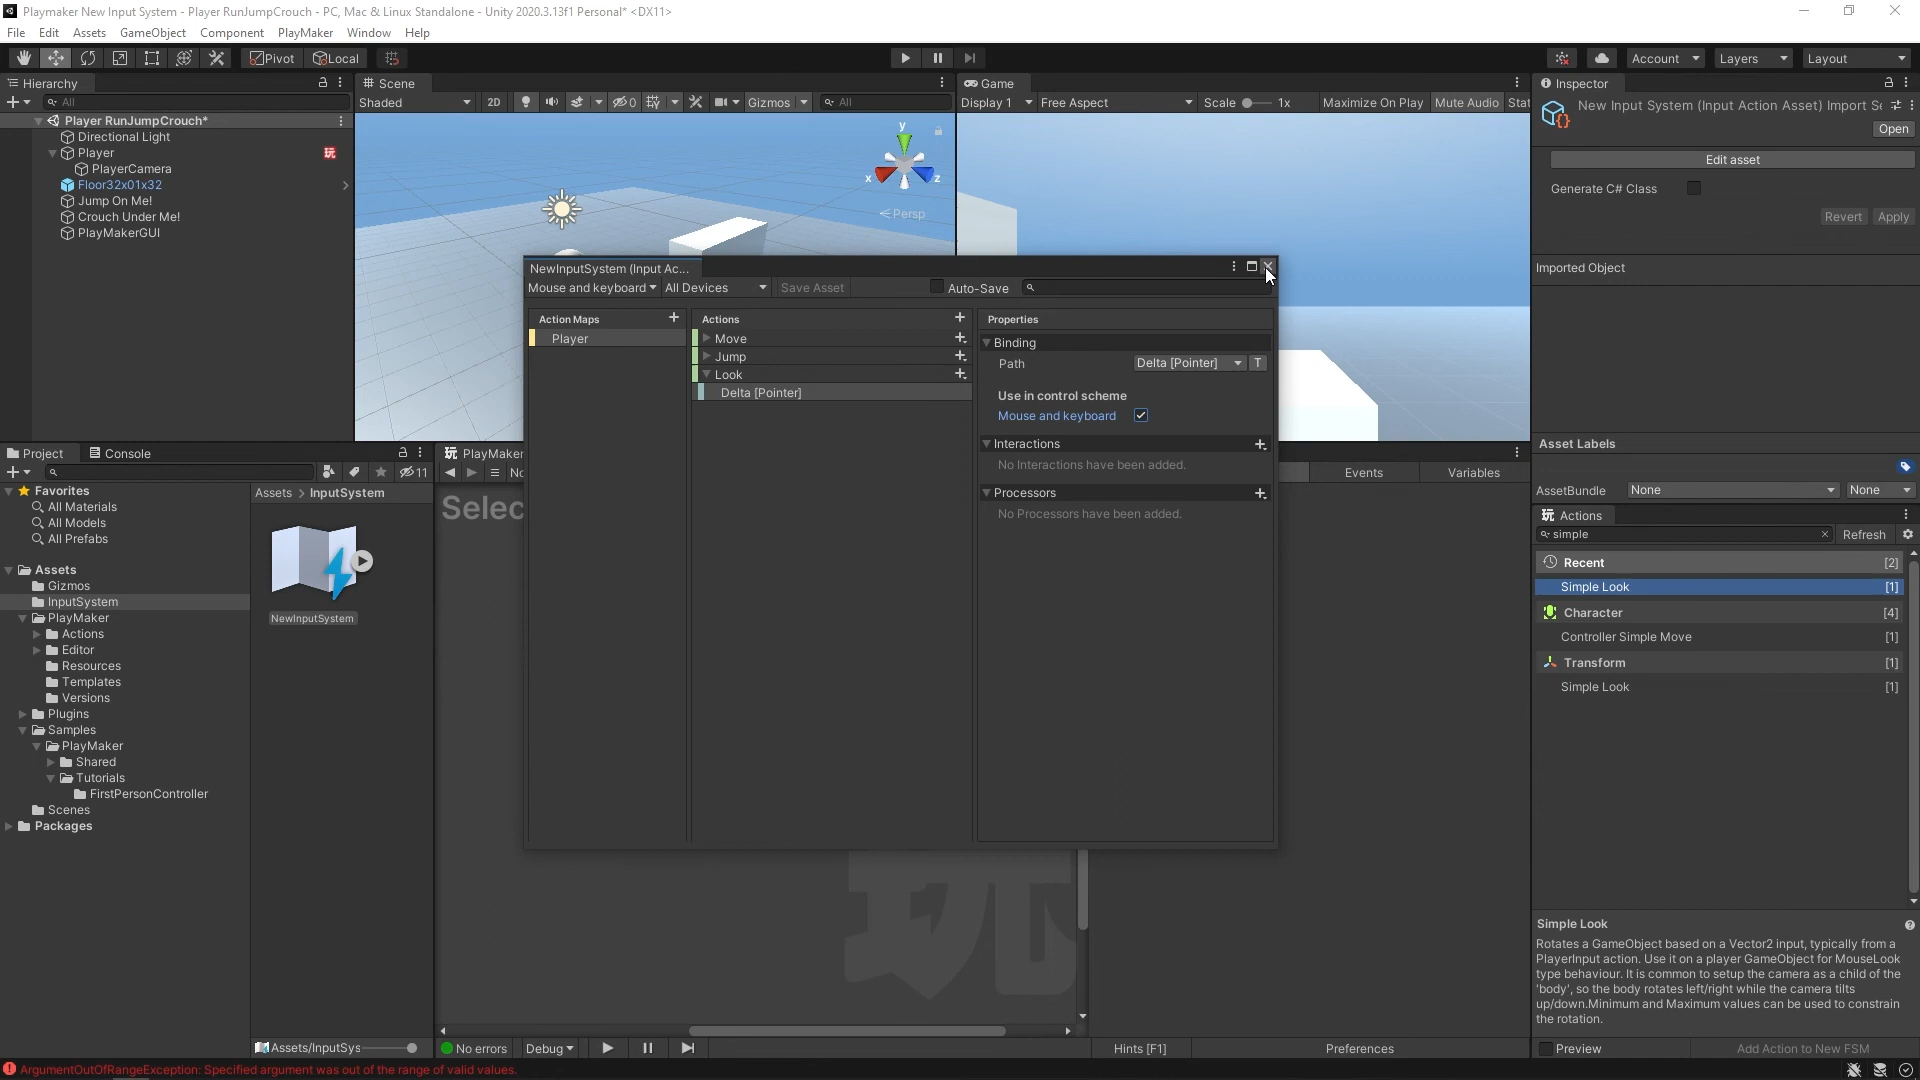 Playmaker New Input System - Player RunJumpCrouch - PC, Mac & Linux Standalone - Unity 2020.3.13f1 Personal* <DX11>
File Edit Assets GameObject Component PlayMaker Window Help
Pivot Local Account Layers Layout
Hierarchy
All
Player RunJumpCrouch*
Directional Light
Player 玩
PlayerCamera
Floor32x01x32
Jump On Me!
Crouch Under Me!
PlayMakerGUI
Scene
Shaded 2D 0 Gizmos All
y
x z
Persp
Game
Display 1 Free Aspect Scale 1x Maximize On Play Mute Audio Stat
Inspector
New Input System (Input Action Asset) Import Se
Open
Edit asset
Generate C# Class
Revert Apply
Imported Object
Asset Labels
AssetBundle None None
NewInputSystem (Input Ac...
Mouse and keyboard All Devices Save Asset Auto-Save
Action Maps
Player
Actions
Move
Jump
Look
Delta [Pointer]
Properties
Binding
Path Delta [Pointer] T
Use in control scheme
Mouse and keyboard
Interactions
No Interactions have been added.
Processors
No Processors have been added.
Project Console
11
Favorites
All Materials
All Models
All Prefabs
Assets
Gizmos
InputSystem
PlayMaker
Actions
Editor
Resources
Templates
Versions
Plugins
Samples
PlayMaker
Shared
Tutorials
FirstPersonController
Scenes
Packages
Assets > InputSystem
NewInputSystem
Assets/InputSys
玩 PlayMaker
No
Selec
Events Variables
玩
No errors Debug Hints [F1] Preferences
玩 Actions
simple Refresh
Recent [2]
Simple Look [1]
Character [4]
Controller Simple Move [1]
Transform [1]
Simple Look [1]
Simple Look
Rotates a GameObject based on a Vector2 input, typically from a
PlayerInput action. Use it on a player GameObject for MouseLook
type behaviour. It is common to setup the camera as a child of the
'body', so the body rotates left/right while the camera tilts
up/down.Minimum and Maximum values can be used to constrain
the rotation.
Preview Add Action to New FSM
ArgumentOutOfRangeException: Specified argument was out of the range of valid values.